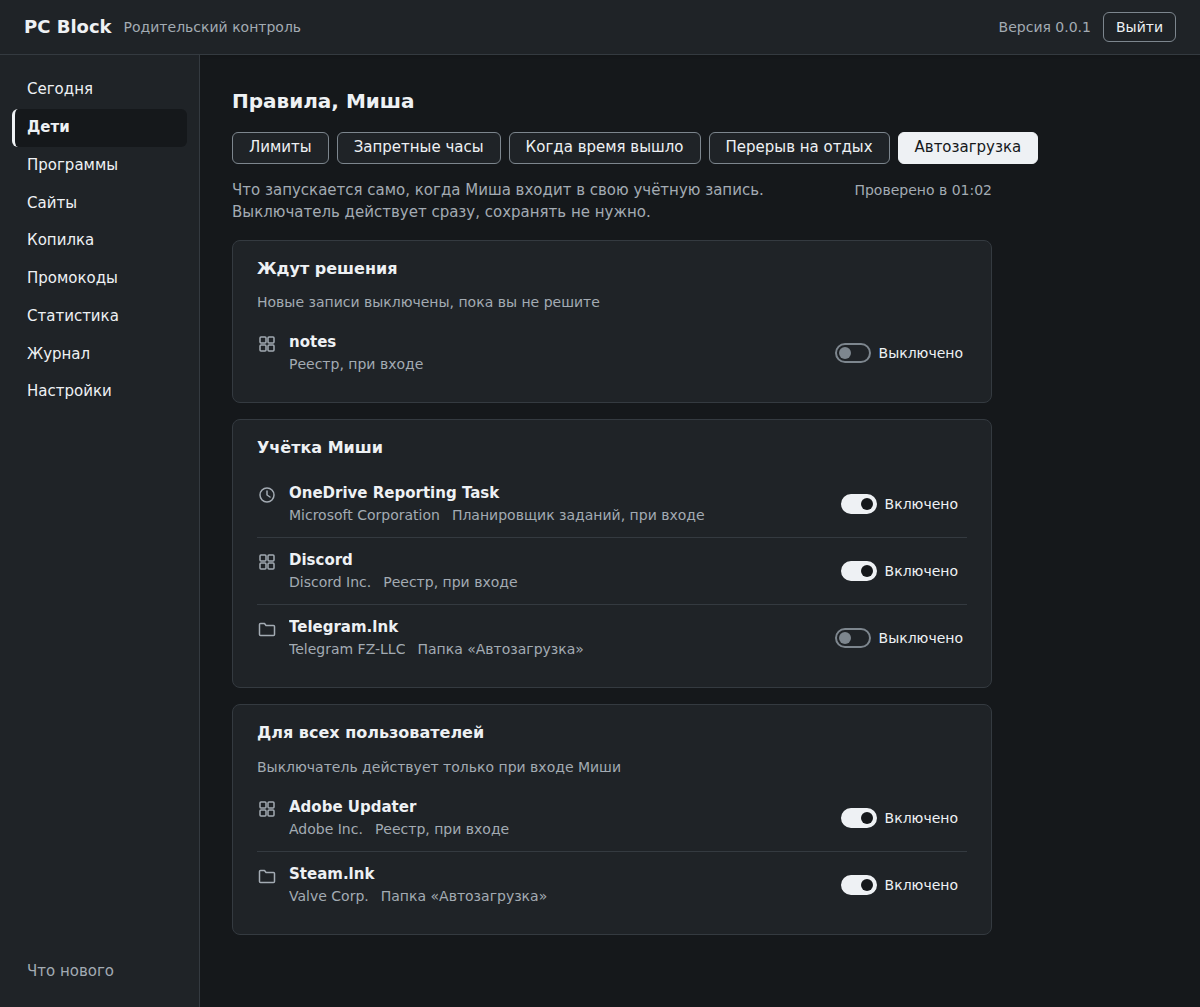 PC Block Родительский контроль Версия 0.0.1 Выйти
Сегодня
Дети
Программы
Сайты
Копилка
Промокоды
Статистика
Журнал
Настройки
Что нового
Правила, Миша
Лимиты Запретные часы Когда время вышло Перерыв на отдых Автозагрузка
Что запускается само, когда Миша входит в свою учётную запись. Проверено в 01:02
Выключатель действует сразу, сохранять не нужно.
Ждут решения
Новые записи выключены, пока вы не решите
notes
Реестр, при входе
Выключено
Учётка Миши
OneDrive Reporting Task
Microsoft Corporation Планировщик заданий, при входе
Включено
Discord
Discord Inc. Реестр, при входе
Включено
Telegram.lnk
Telegram FZ-LLC Папка «Автозагрузка»
Выключено
Для всех пользователей
Выключатель действует только при входе Миши
Adobe Updater
Adobe Inc. Реестр, при входе
Включено
Steam.lnk
Valve Corp. Папка «Автозагрузка»
Включено